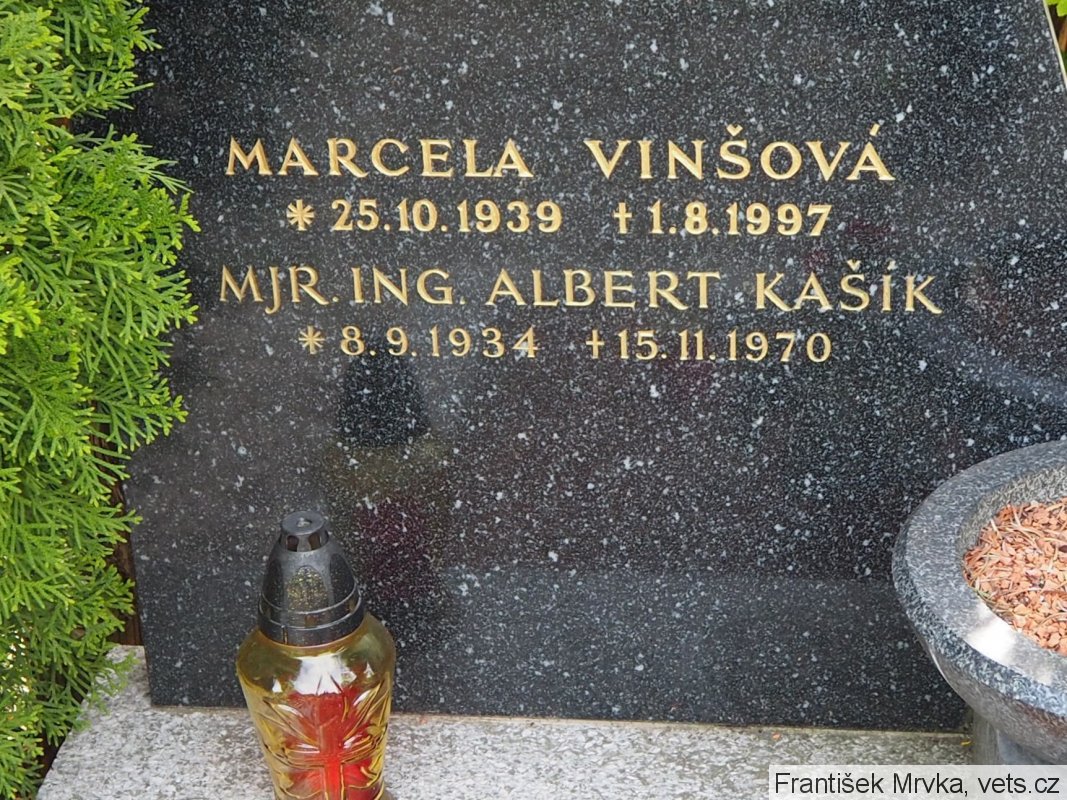 MARCELA VINŠOVÁ
* 25.10.1939 † 1.8.1997
MJR. ING. ALBERT KAŠÍK
* 8.9.1934 † 15.11.1970
František Mrvka, vets.cz